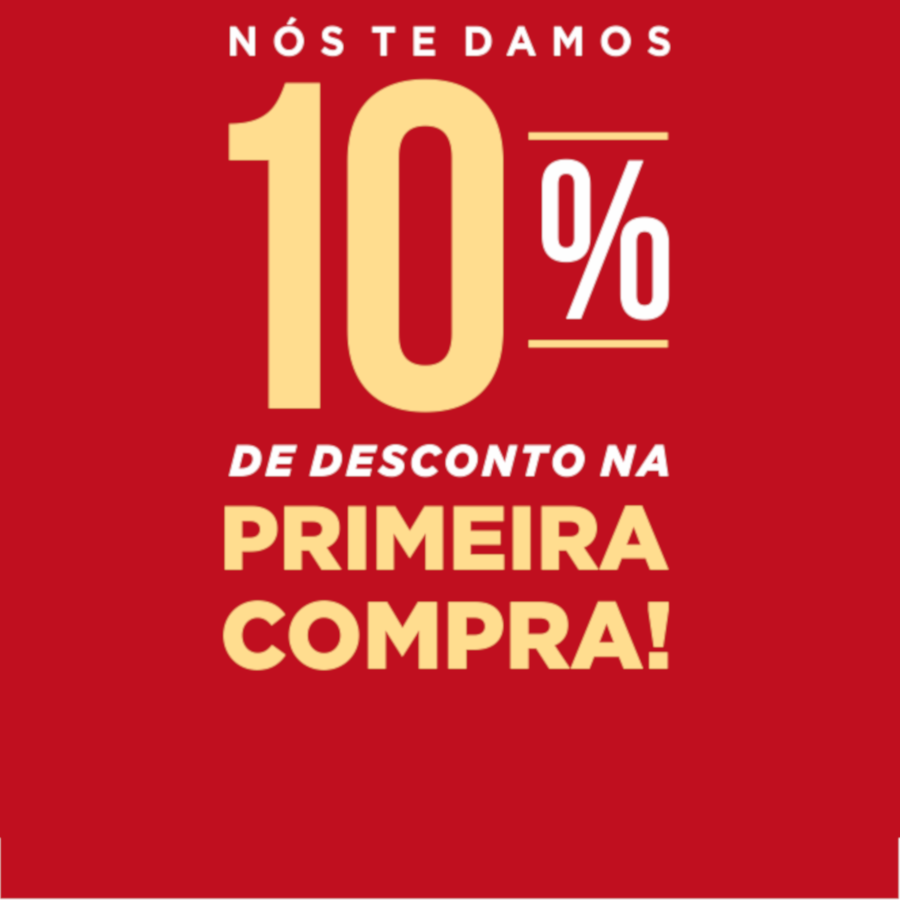 NÓS TE DAMOS
10%
DE DESCONTO NA
PRIMEIRA
COMPRA!